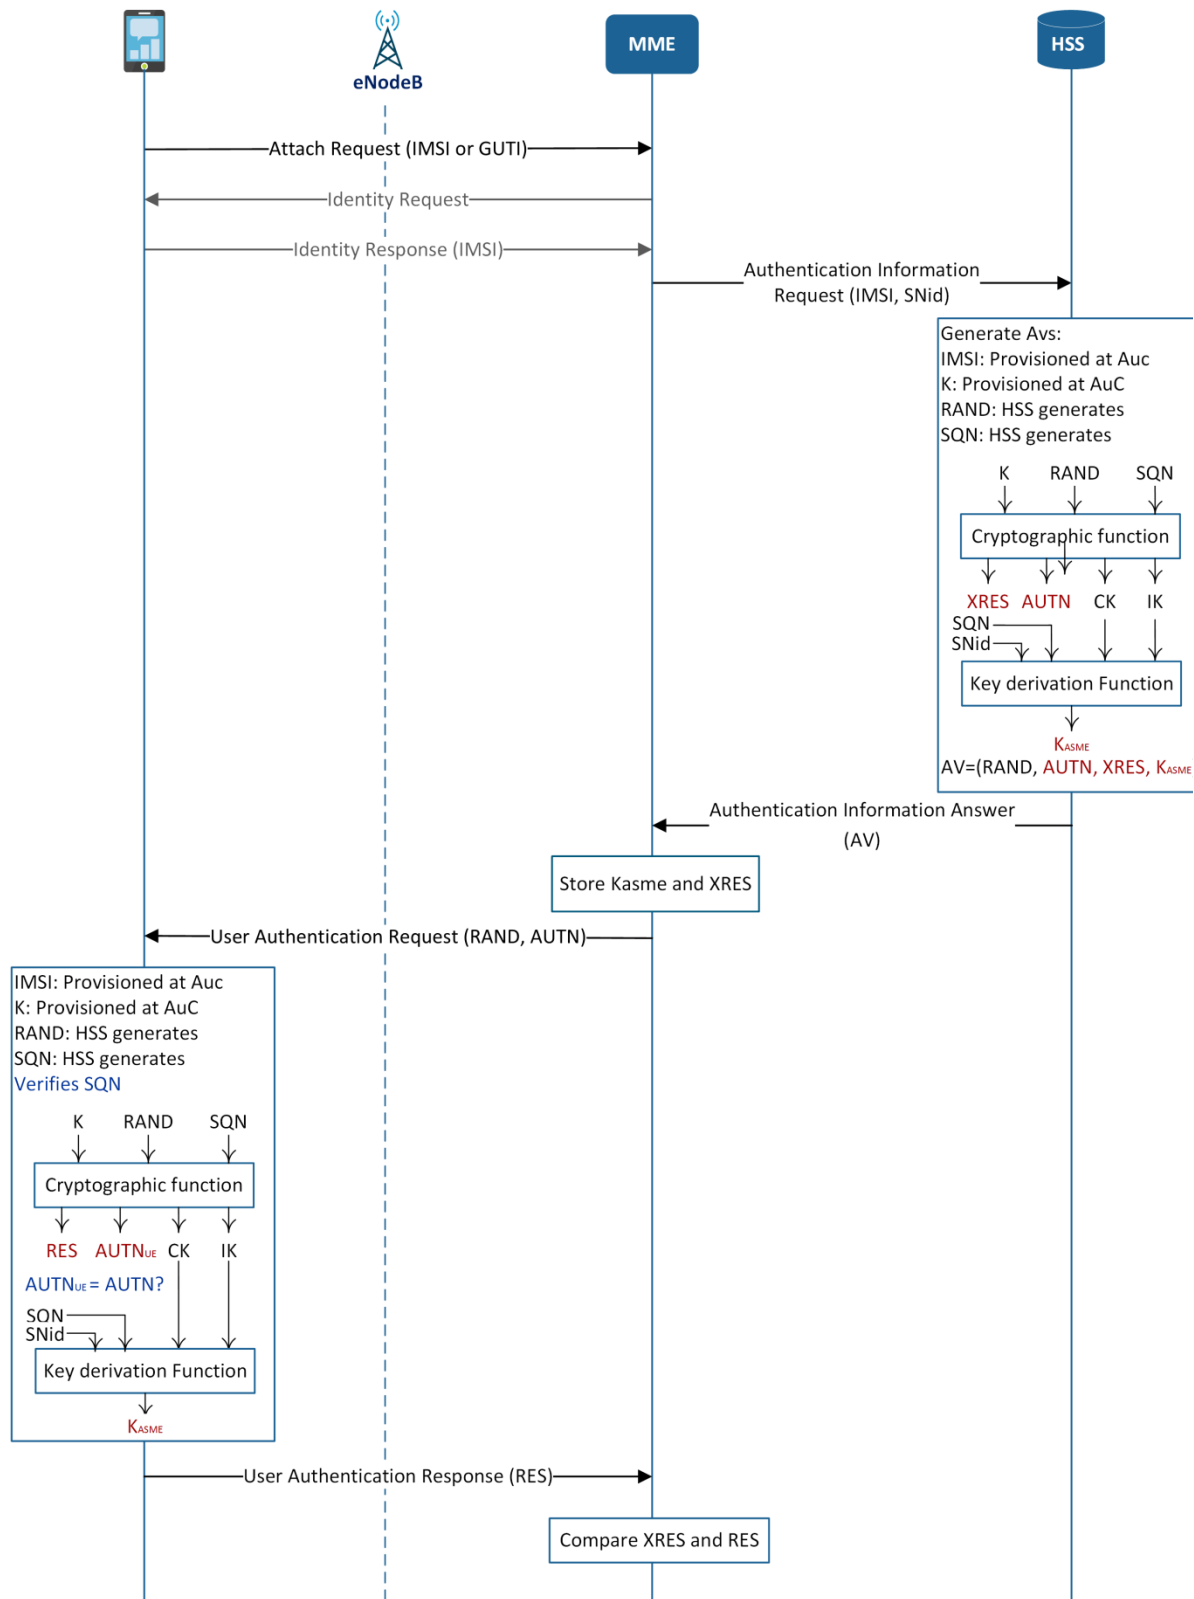 MME
HSS
eNodeB
Attach Request (IMSI or GUTI)
Identity Request
Identity Response (IMSI)
Authentication Information
Request (IMSI, SNid)
Generate Avs:
IMSI: Provisioned at Auc
K: Provisioned at AuC
RAND: HSS generates
SQN: HSS generates
K RAND SQN
Cryptographic function
XRES AUTN CK IK
SQN
SNid
Key derivation Function
KASME
AV=(RAND, AUTN, XRES, KASME)
Authentication Information Answer
(AV)
Store Kasme and XRES
User Authentication Request (RAND, AUTN)
IMSI: Provisioned at Auc
K: Provisioned at AuC
RAND: HSS generates
SQN: HSS generates
Verifies SQN
K RAND SQN
Cryptographic function
RES AUTNUE CK IK
AUTNUE = AUTN?
SQN
SNid
Key derivation Function
KASME
User Authentication Response (RES)
Compare XRES and RES